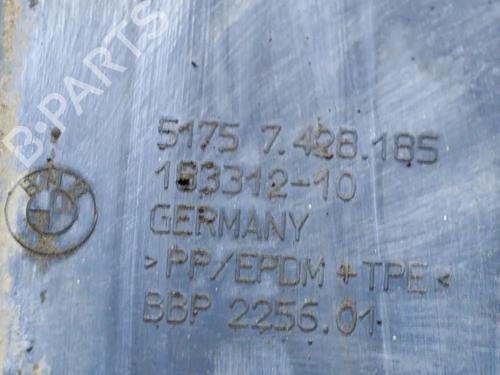 B-PARTS
BMW
5175 7.428.185
183312-10
GERMANY
>PP/EPDM+TPE<
BBP 2256.01